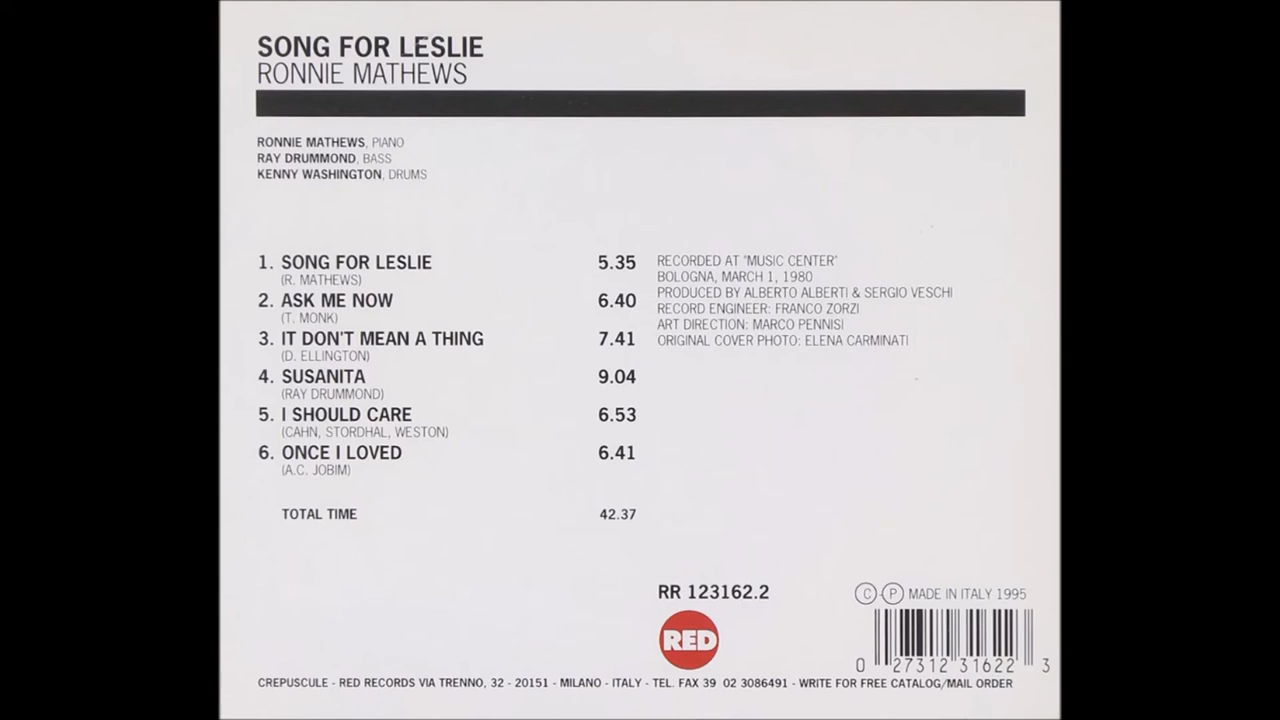 SONG FOR LESLIE
RONNIE MATHEWS
RONNIE MATHEWS, PIANO
RAY DRUMMOND, BASS
KENNY WASHINGTON, DRUMS
1. SONG FOR LESLIE 5.35
(R. MATHEWS)
2. ASK ME NOW 6.40
(T. MONK)
3. IT DON'T MEAN A THING 7.41
(D. ELLINGTON)
4. SUSANITA 9.04
(RAY DRUMMOND)
5. I SHOULD CARE 6.53
(CAHN, STORDHAL, WESTON)
6. ONCE I LOVED 6.41
(A.C. JOBIM)
TOTAL TIME 42.37
RECORDED AT "MUSIC CENTER"
BOLOGNA, MARCH 1, 1980
PRODUCED BY ALBERTO ALBERTI & SERGIO VESCHI
RECORD ENGINEER: FRANCO ZORZI
ART DIRECTION: MARCO PENNISI
ORIGINAL COVER PHOTO: ELENA CARMINATI
RR 123162.2
RED
C-P MADE IN ITALY 1995
0 27312 31622 3
CREPUSCULE - RED RECORDS VIA TRENNO, 32 - 20151 - MILANO - ITALY - TEL. FAX 39 02 3086491 - WRITE FOR FREE CATALOG/MAIL ORDER